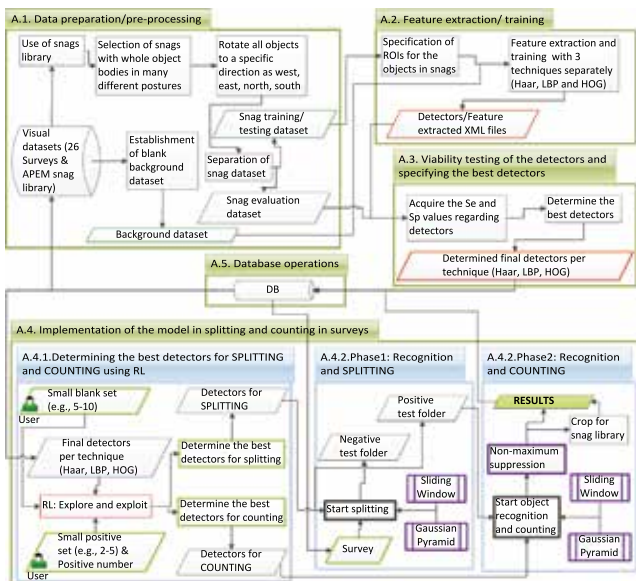 A.1. Data preparation/pre-processing
Use of snags
library
Selection of snags
with whole object
bodies in many
different postures
Rotate all objects
to a specific
direction as west,
east, north, south
Snag training/
testing dataset
Visual
datasets (26
Surveys &
APEM snag
library)
Establishment
of blank
background
dataset
Separation of
snag dataset
Snag evaluation
dataset
Background dataset
A.2. Feature extraction/ training
Specification of
ROIs for the
objects in snags
Feature extraction and
training with 3
techniques separately
(Haar, LBP and HOG)
Detectors/Feature
extracted XML files
A.3. Viability testing of the detectors and
specifying the best detectors
Acquire the Se and
Sp values regarding
detectors
Determine the
best detectors
Determined final detectors per
technique (Haar, LBP, HOG)
A.5. Database operations
DB
A.4. Implementation of the model in splitting and counting in surveys
A.4.1.Determining the best detectors for SPLITTING
and COUNTING using RL
Small blank set
(e.g., 5-10)
User
Detectors for
SPLITTING
Final detectors
per technique
(Haar, LBP, HOG)
Determine the best
detectors for splitting
RL: Explore and exploit
Determine the best
detectors for counting
Small positive
set (e.g., 2-5) &
Positive number
User
Detectors for
COUNTING
A.4.2.Phase1: Recognition
and SPLITTING
Positive
test folder
Negative
test folder
Sliding
Window
Start splitting
Gaussian
Pyramid
Survey
A.4.2.Phase2: Recognition
and COUNTING
RESULTS
Crop for
snag library
Non-maximum
suppression
Sliding
Window
Start object
recognition
and counting
Gaussian
Pyramid